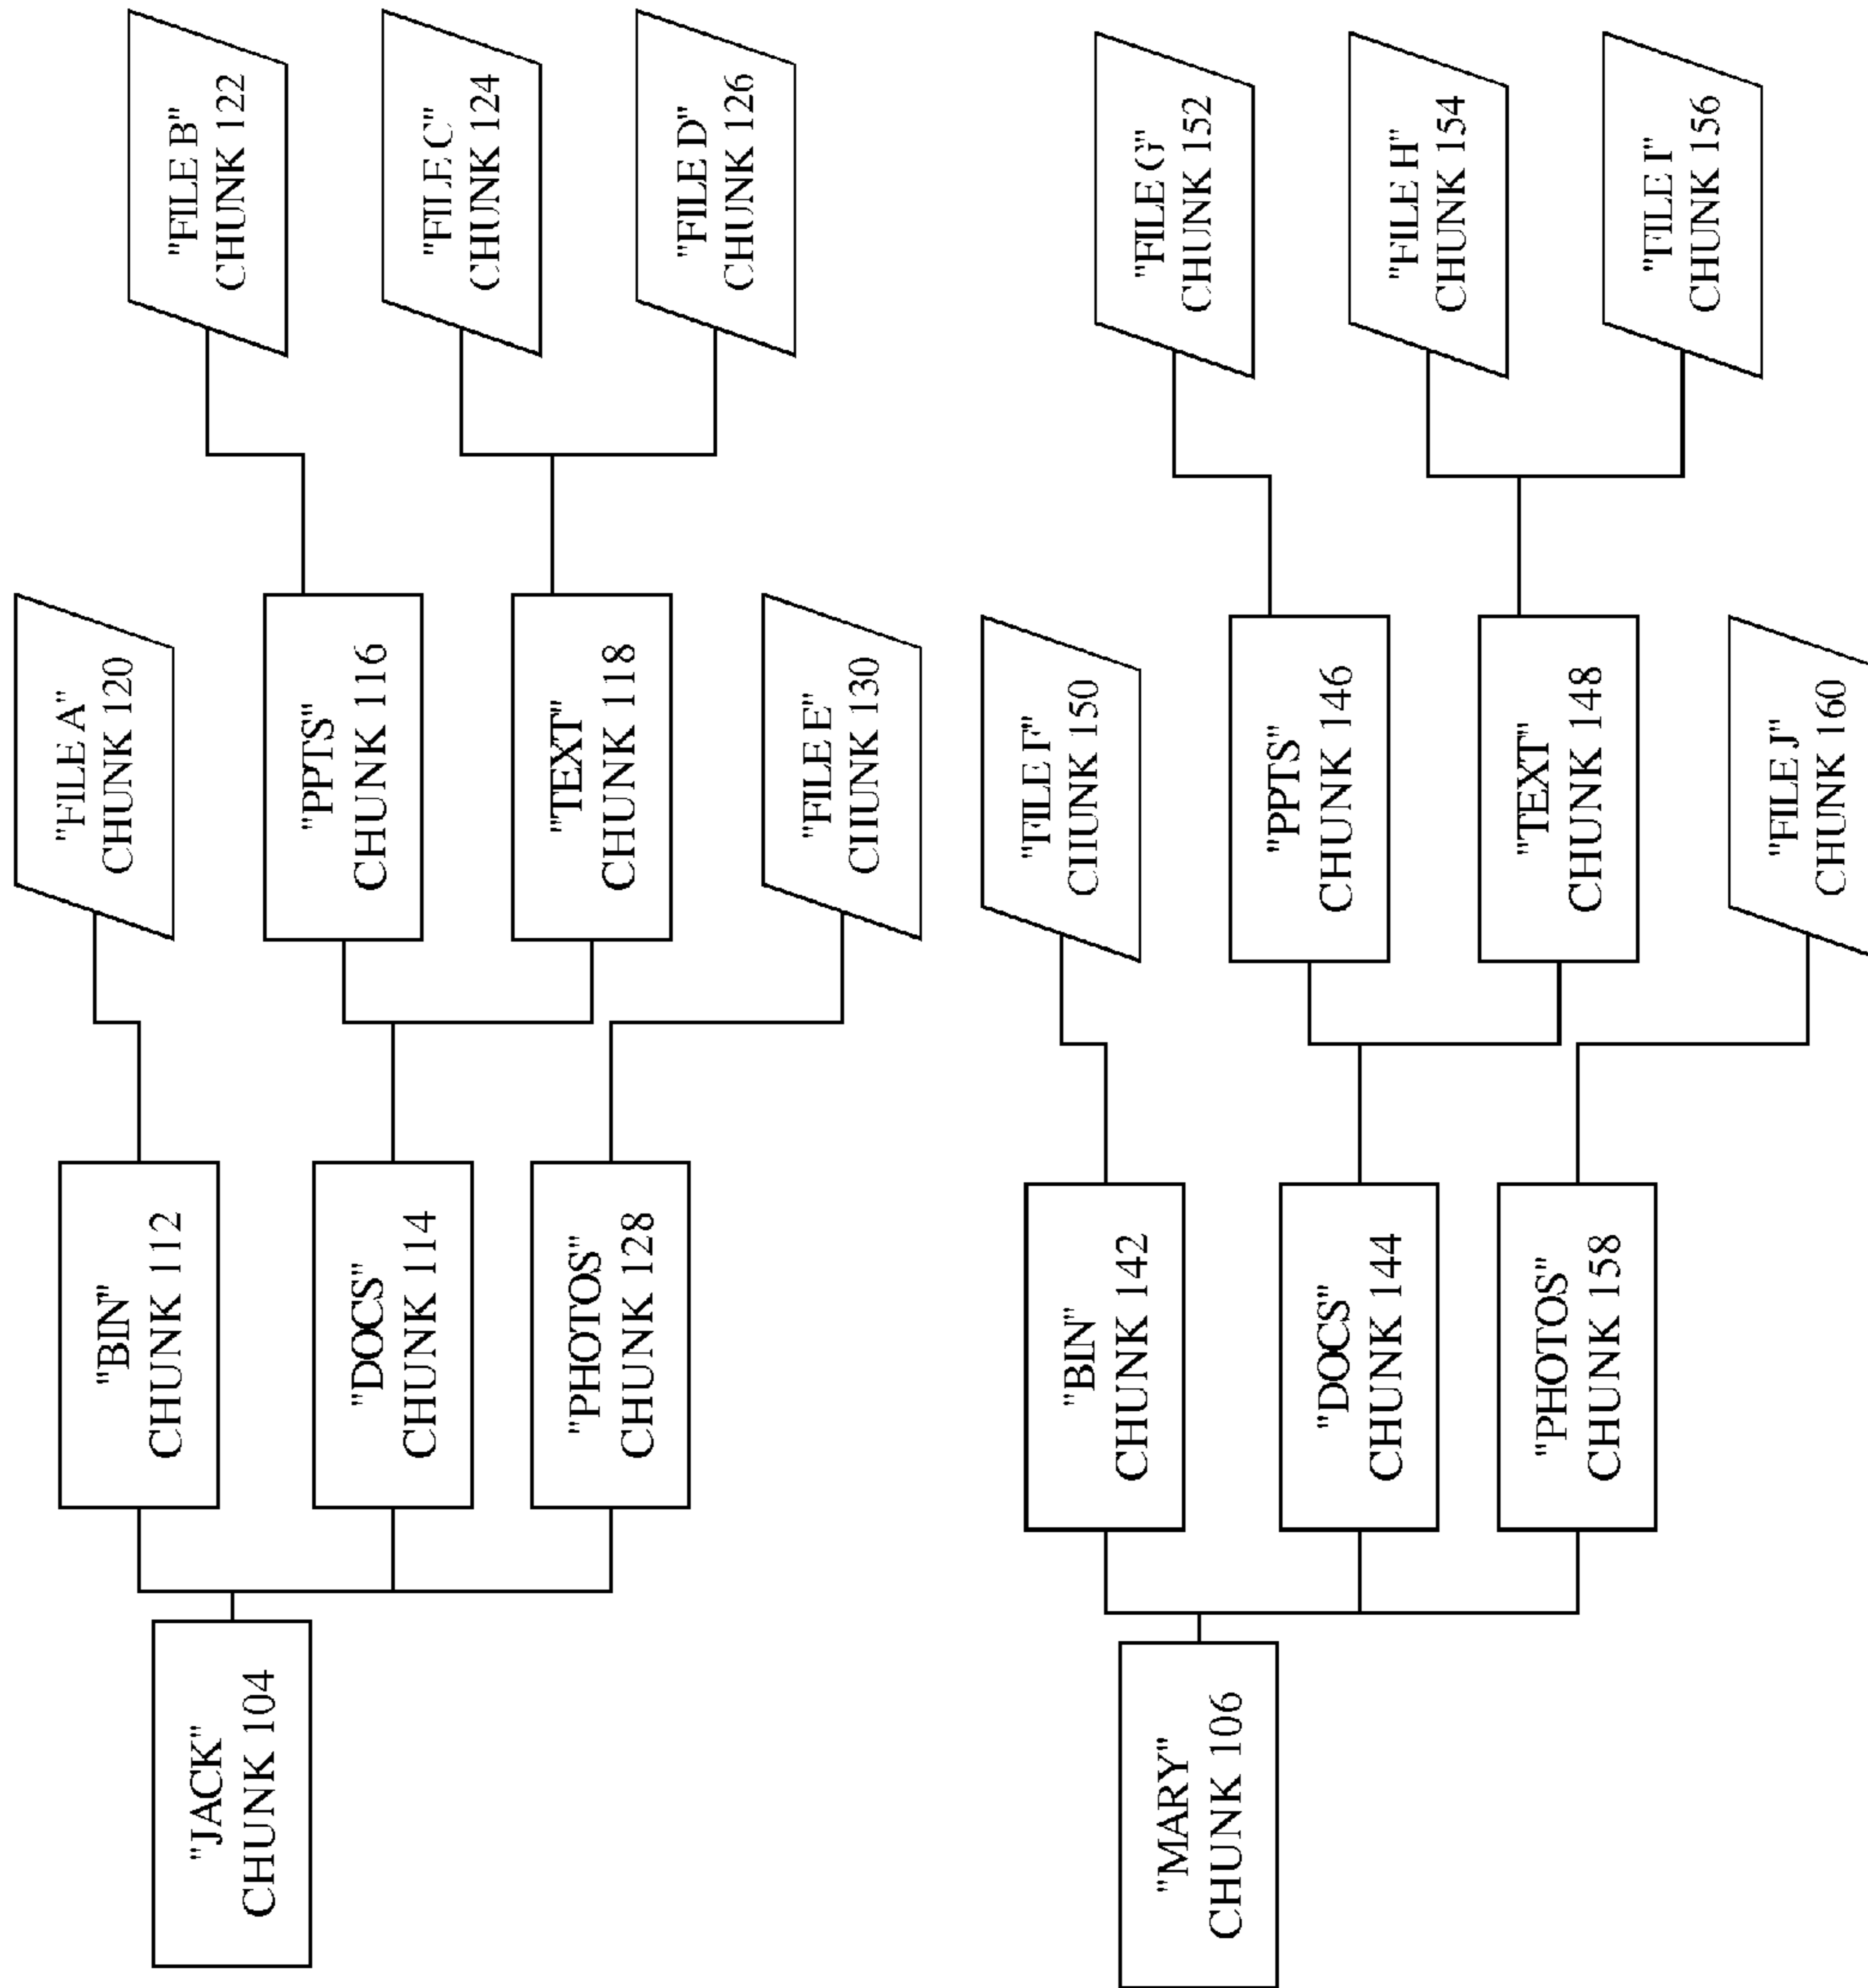 "JACK"
CHUNK 104
"BIN"
CHUNK 112
"DOCS"
CHUNK 114
"PHOTOS"
CHUNK 128
"FILE A"
CHUNK 120
"PPTS"
CHUNK 116
"TEXT"
CHUNK 118
"FILE E"
CHUNK 130
"FILE B"
CHUNK 122
"FILE C"
CHUNK 124
"FILE D"
CHUNK 126
"MARY"
CHUNK 106
"BIN"
CHUNK 142
"DOCS"
CHUNK 144
"PHOTOS"
CHUNK 158
"FILE F"
CHUNK 150
"PPTS"
CHUNK 146
"TEXT"
CHUNK 148
"FILE J"
CHUNK 160
"FILE G"
CHUNK 152
"FILE H"
CHUNK 154
"FILE I"
CHUNK 156